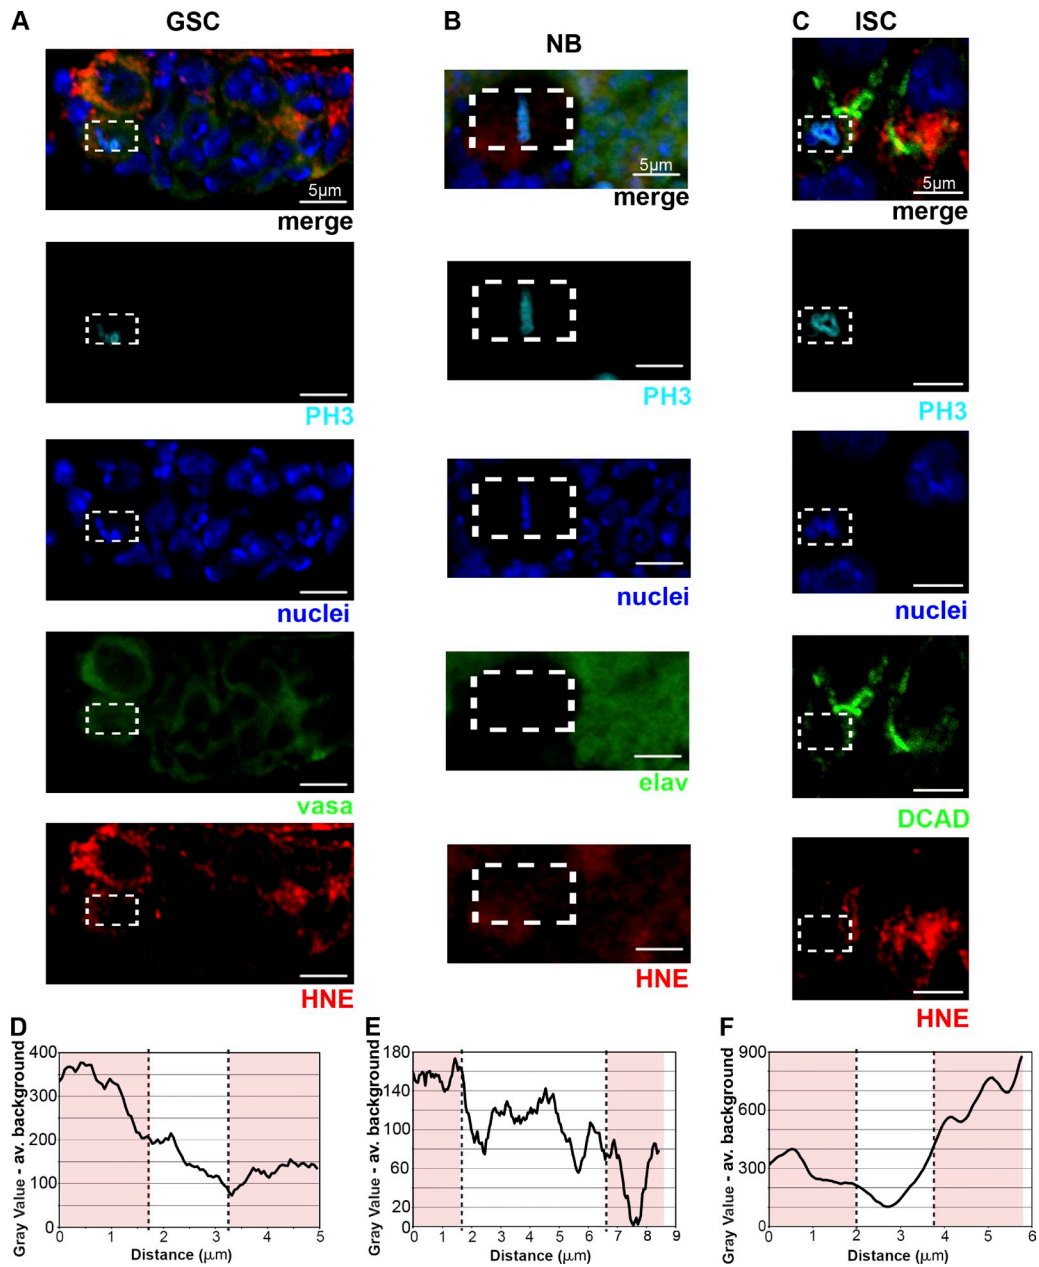 A GSC
B NB
C ISC
5µm
merge
5µm
merge
5µm
merge
PH3
PH3
PH3
nuclei
nuclei
nuclei
vasa
elav
DCAD
HNE
HNE
HNE
D
400
300
200
100
0
0 1 2 3 4 5
Gray Value - av. background
Distance (µm)
E
180
140
100
60
20
0
0 1 2 3 4 5 6 7 8 9
Gray Value - av. background
Distance (µm)
F
900
600
300
0
0 1 2 3 4 5 6
Gray Value - av. background
Distance (µm)